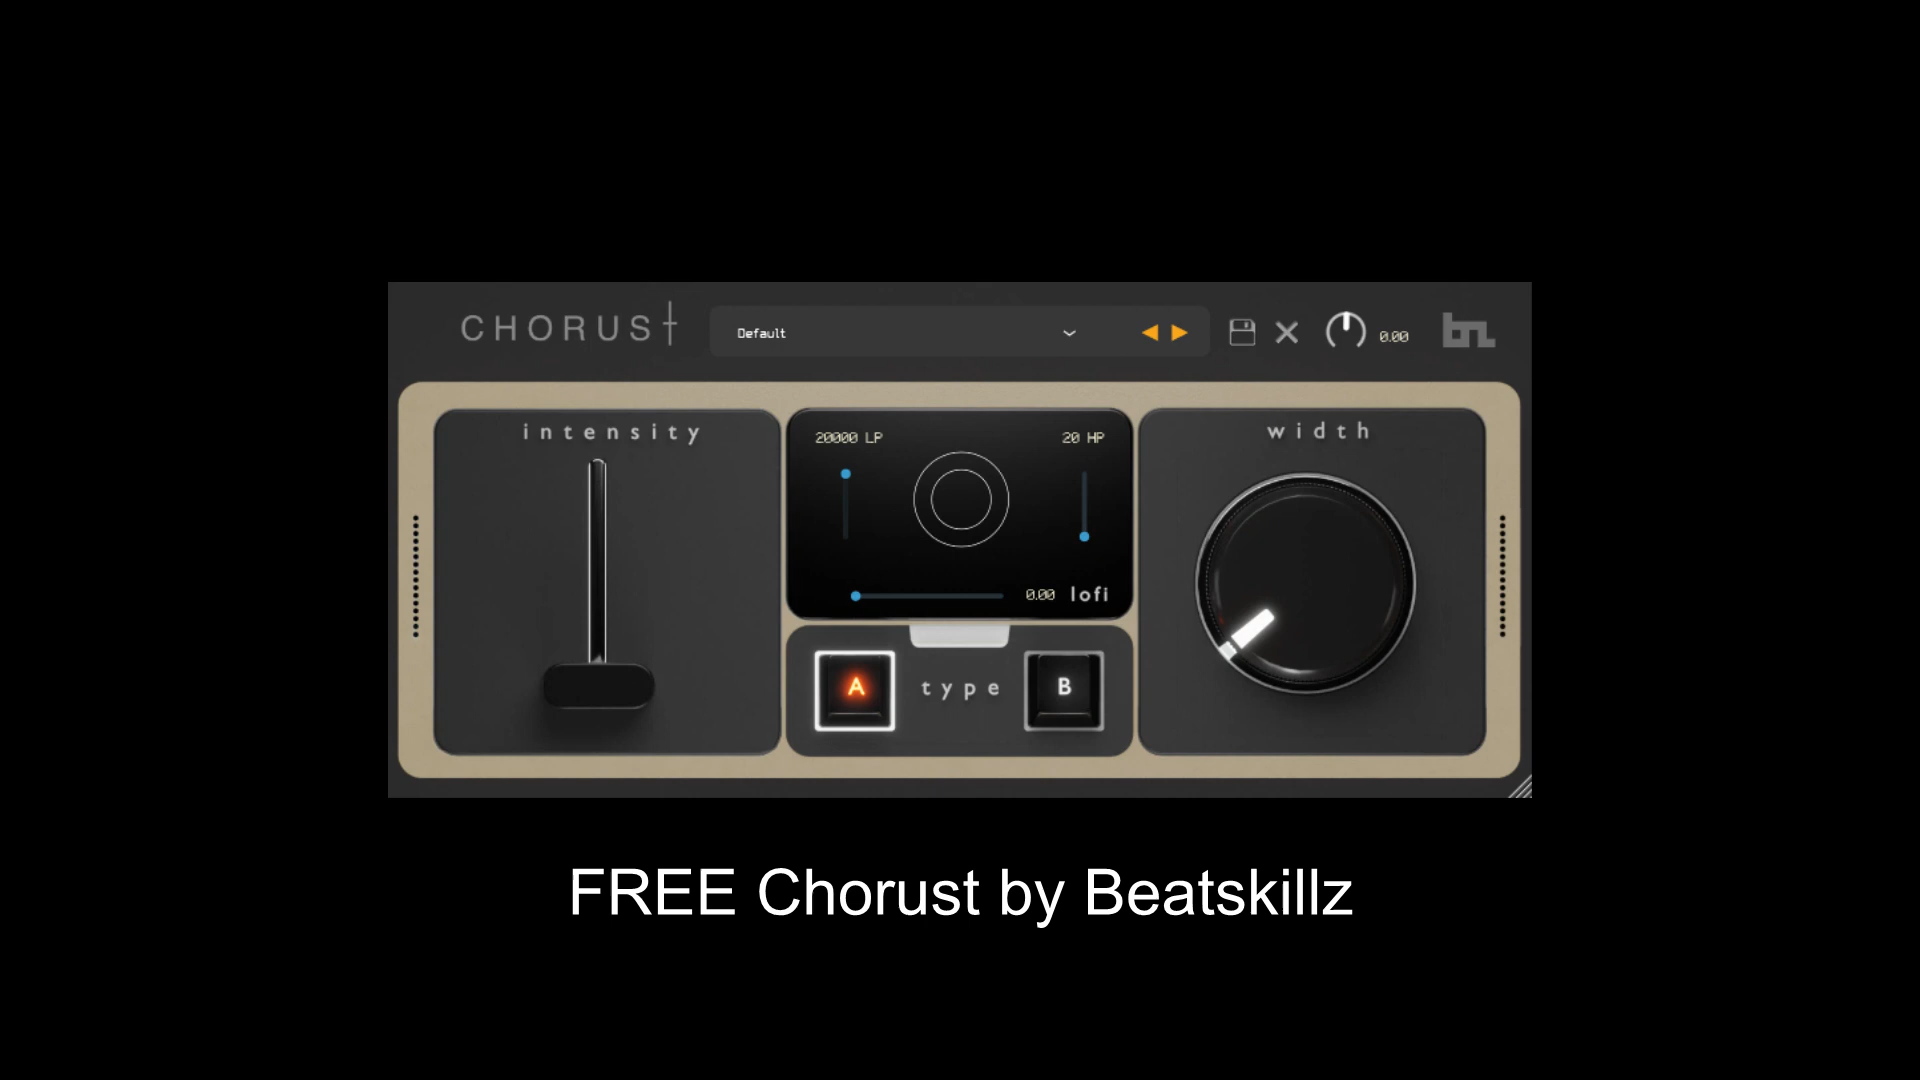 CHORUST
Default
0.00
intensity
20000 LP
20 HP
width
0.00 lofi
A
type
B
FREE Chorust by Beatskillz